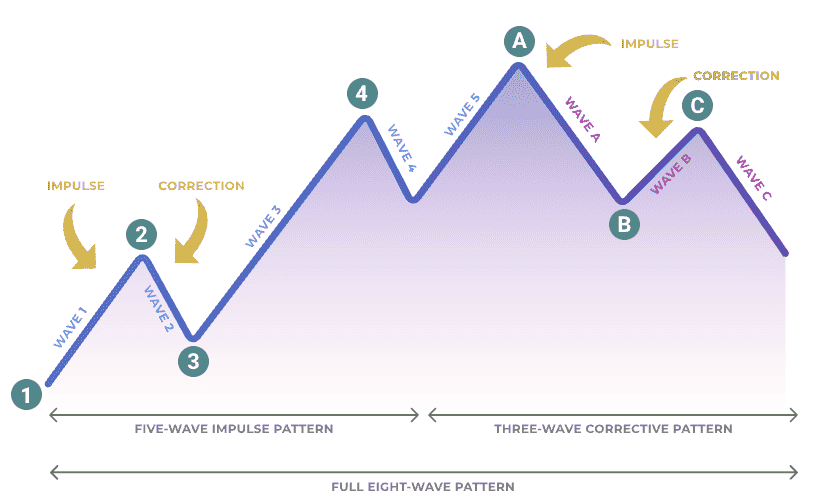 A
IMPULSE
CORRECTION
4
C
WAVE 5
WAVE A
WAVE 4
WAVE B
WAVE C
IMPULSE
CORRECTION
2
WAVE 3
B
WAVE 1
WAVE 2
3
1
FIVE-WAVE IMPULSE PATTERN
THREE-WAVE CORRECTIVE PATTERN
FULL EIGHT-WAVE PATTERN